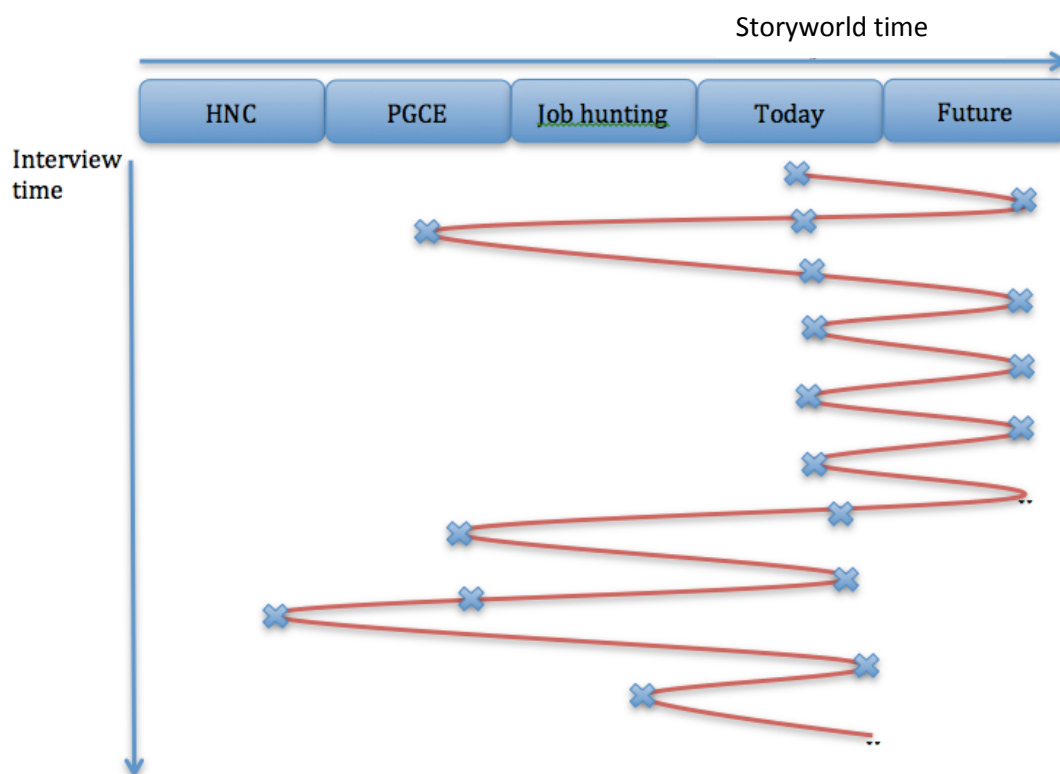 Storyworld time
HNC
PGCE
Job hunting
Today
Future
Interview
time